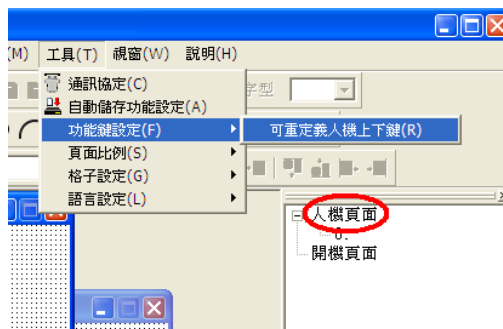 (M) 工具(T) 視窗(W) 說明(H)
通訊協定(C)
自動儲存功能設定(A)
字型
功能鍵設定(F)
可重定義人機上下鍵(R)
頁面比例(S)
格子設定(G)
語言設定(L)
人機頁面
0.
開機頁面